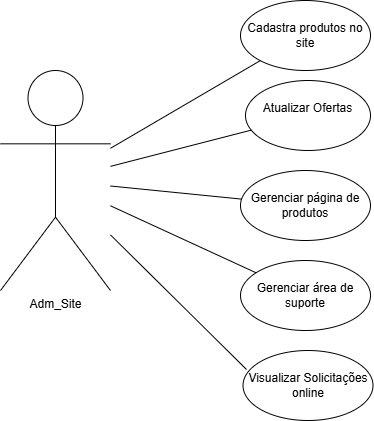 Cadastra produtos no
site
Atualizar Ofertas
Gerenciar página de
produtos
Gerenciar área de
suporte
Adm_Site
Visualizar Solicitações
online